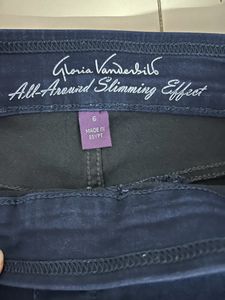 Gloria Vanderbilt
All-Around Slimming Effect
6
MADE IN
EGYPT